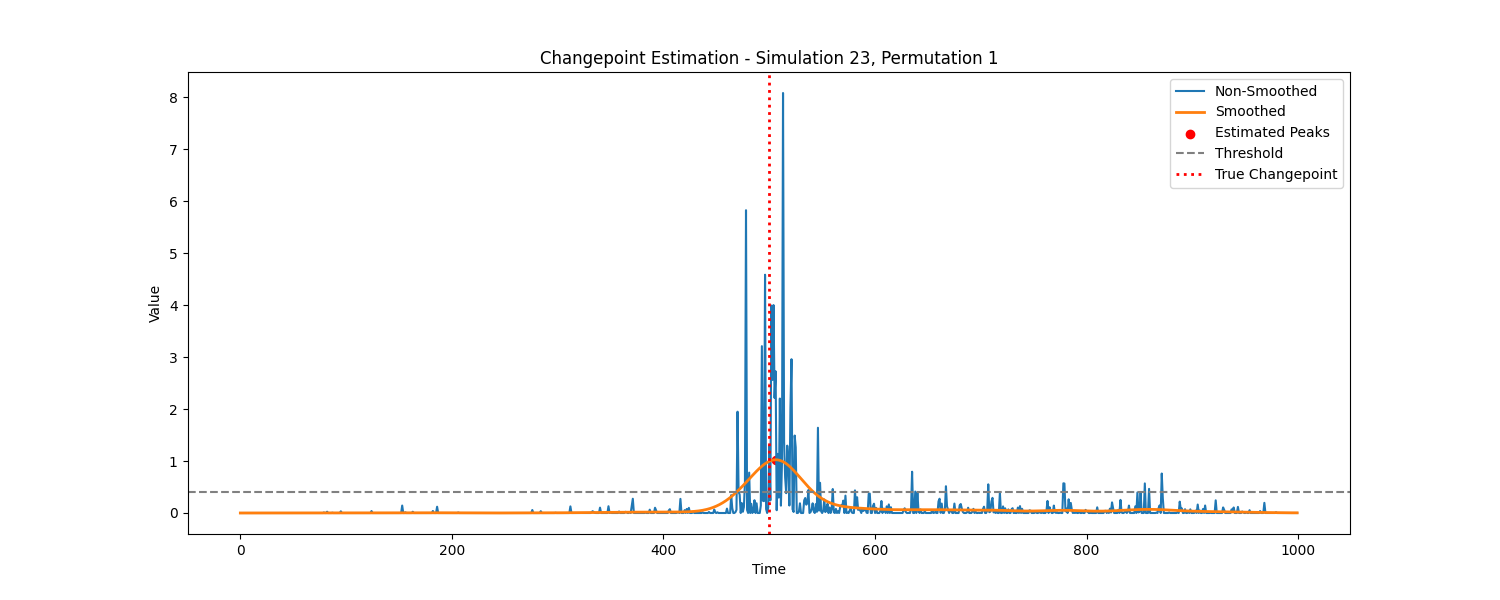 Changepoint Estimation - Simulation 23, Permutation 1
Non-Smoothed
Smoothed
Estimated Peaks
Threshold
True Changepoint
Value
8
7
6
5
4
3
2
1
0
0 200 400 600 800 1000
Time